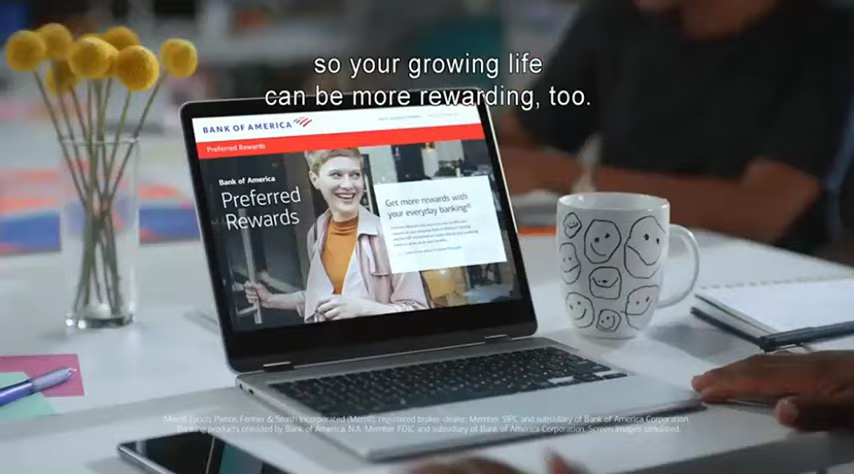 so your growing life
can be more rewarding, too.
BANK OF AMERICA
Preferred Rewards
Bank of America
Preferred
Rewards
Get more rewards with
your everyday banking
Merrill Lynch, Pierce, Fenner & Smith Incorporated (Merrill), registered broker-dealer, Member SIPC, and subsidiary of Bank of America Corporation.
Banking products provided by Bank of America, N.A. Member FDIC and subsidiary of Bank of America Corporation. Screen images simulated.